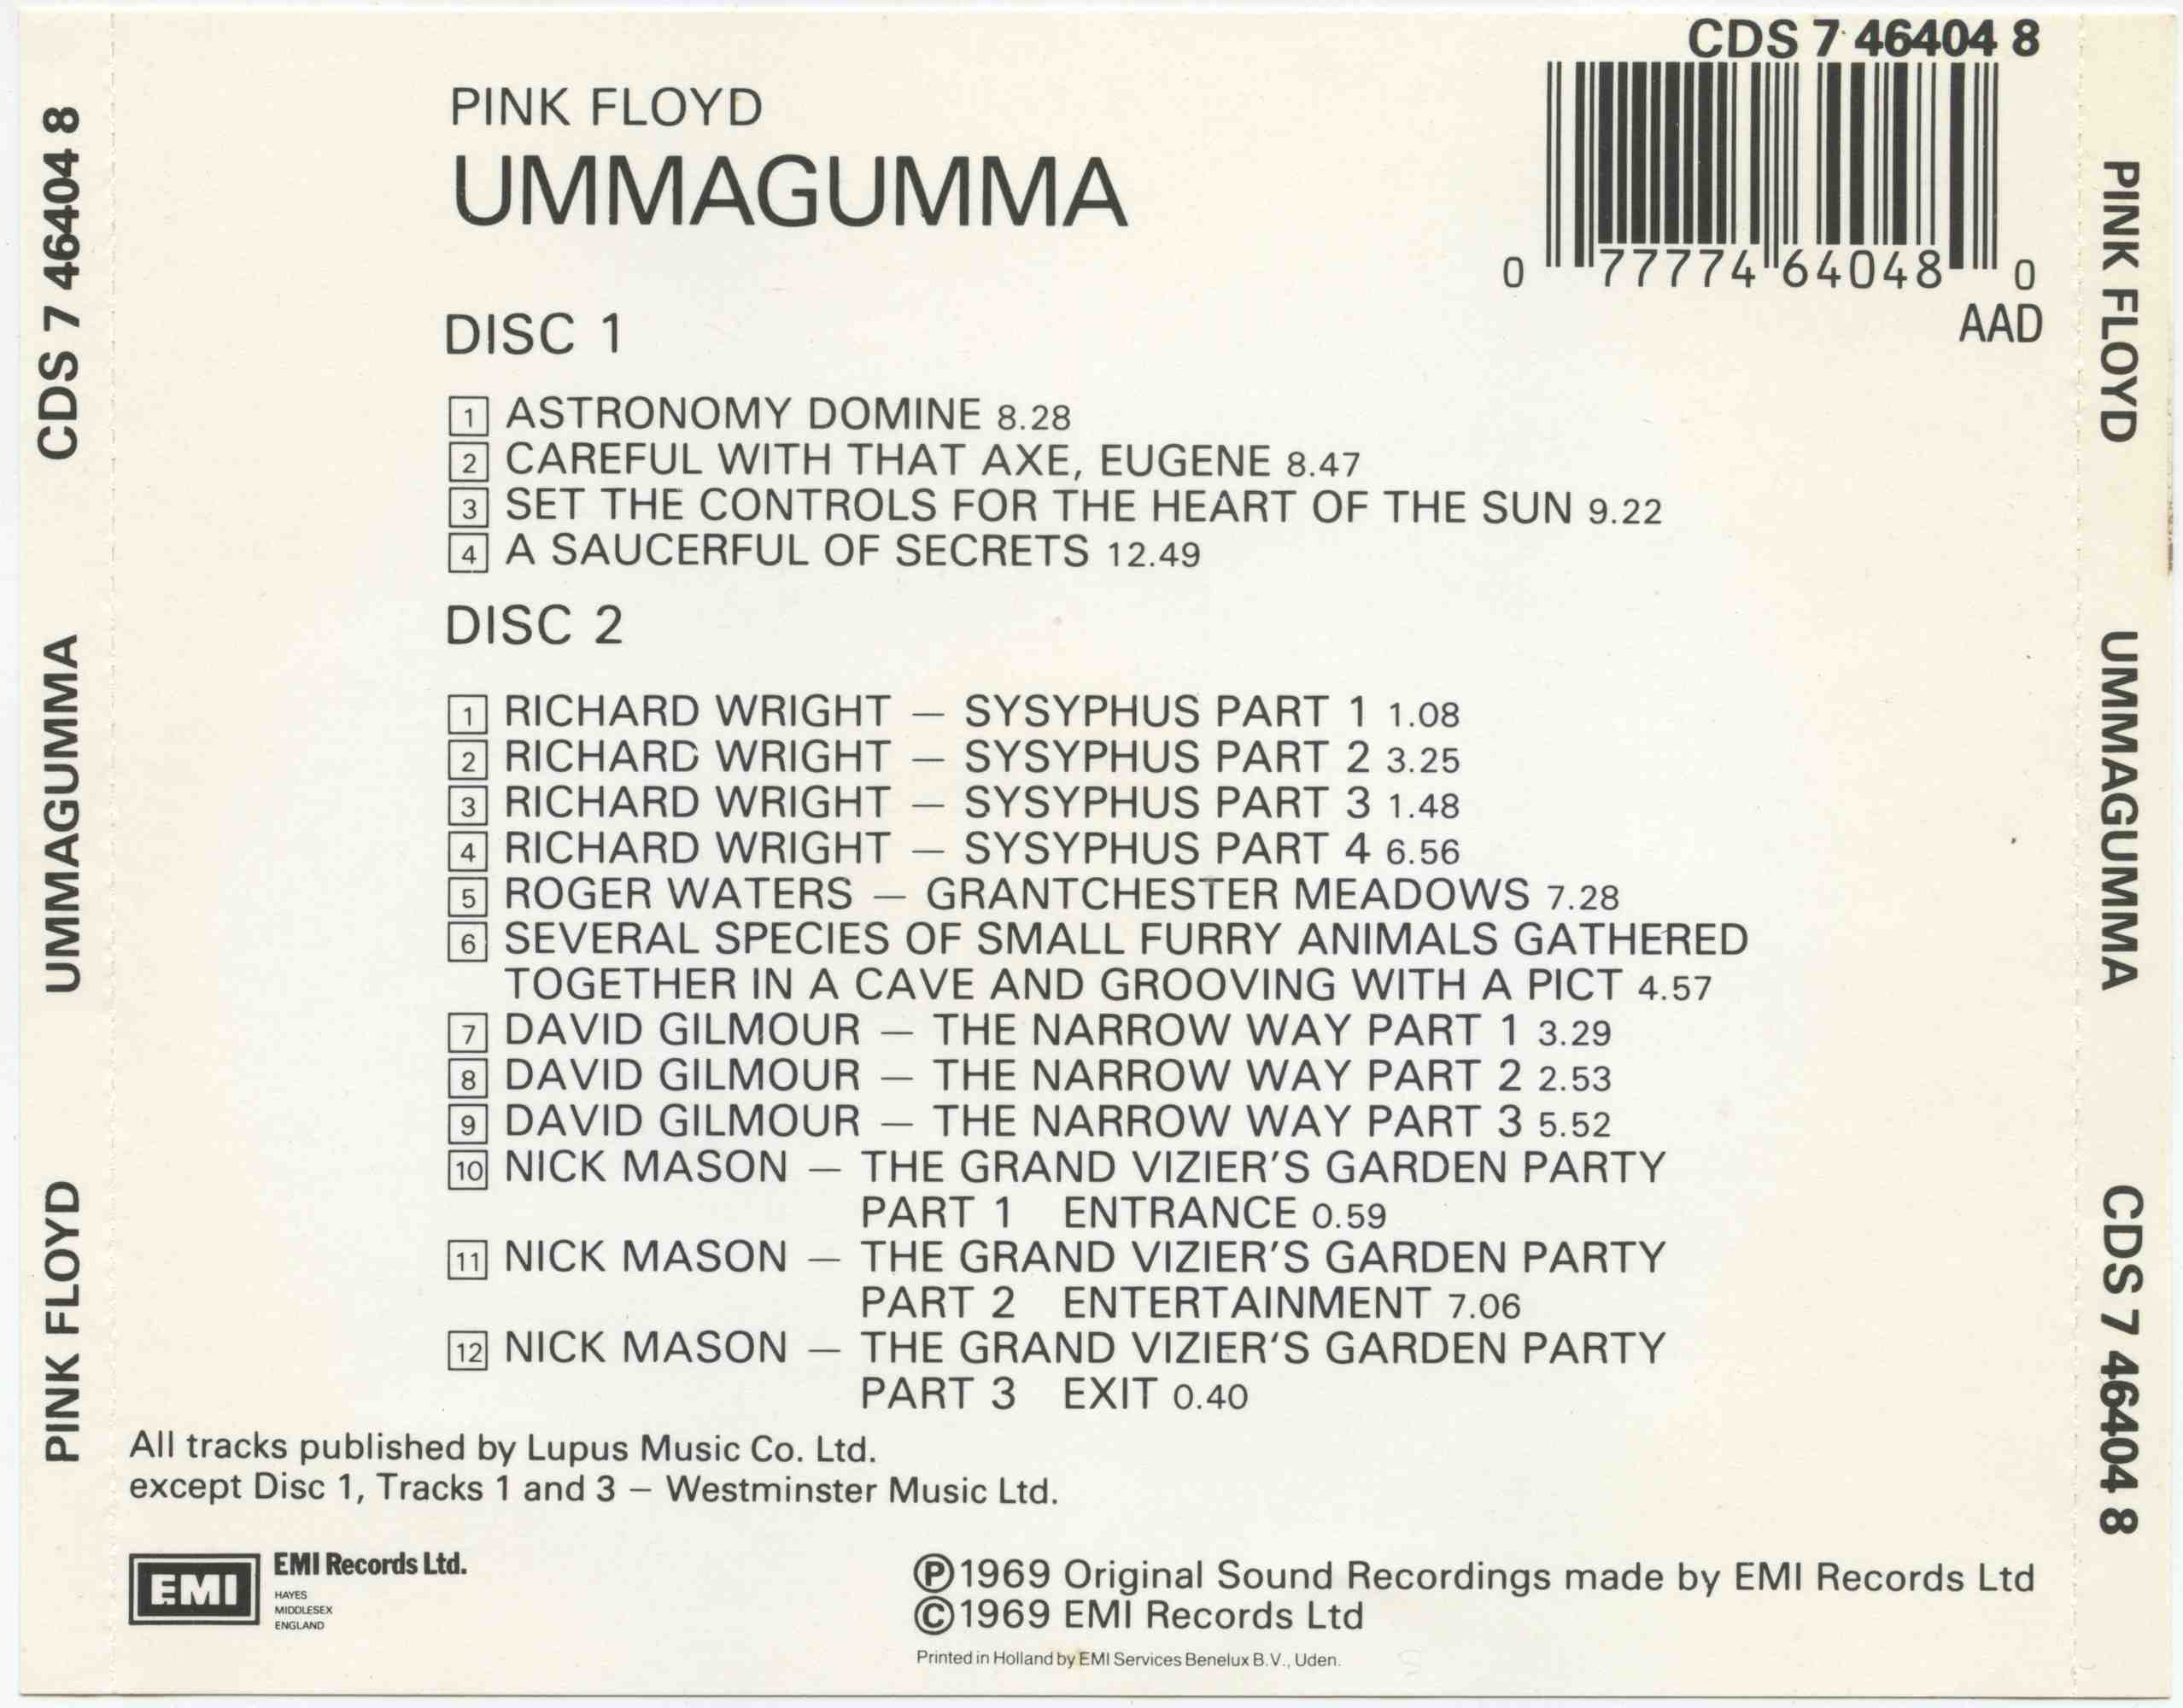 CDS 7 46404 8
PINK FLOYD
UMMAGUMMA
0 77774 64048 0
AAD
DISC 1
1 ASTRONOMY DOMINE 8.28
2 CAREFUL WITH THAT AXE, EUGENE 8.47
3 SET THE CONTROLS FOR THE HEART OF THE SUN 9.22
4 A SAUCERFUL OF SECRETS 12.49
DISC 2
1 RICHARD WRIGHT — SYSYPHUS PART 1 1.08
2 RICHARD WRIGHT — SYSYPHUS PART 2 3.25
3 RICHARD WRIGHT — SYSYPHUS PART 3 1.48
4 RICHARD WRIGHT — SYSYPHUS PART 4 6.56
5 ROGER WATERS — GRANTCHESTER MEADOWS 7.28
6 SEVERAL SPECIES OF SMALL FURRY ANIMALS GATHERED
TOGETHER IN A CAVE AND GROOVING WITH A PICT 4.57
7 DAVID GILMOUR — THE NARROW WAY PART 1 3.29
8 DAVID GILMOUR — THE NARROW WAY PART 2 2.53
9 DAVID GILMOUR — THE NARROW WAY PART 3 5.52
10 NICK MASON — THE GRAND VIZIER'S GARDEN PARTY
PART 1 ENTRANCE 0.59
11 NICK MASON — THE GRAND VIZIER'S GARDEN PARTY
PART 2 ENTERTAINMENT 7.06
12 NICK MASON — THE GRAND VIZIER'S GARDEN PARTY
PART 3 EXIT 0.40
All tracks published by Lupus Music Co. Ltd.
except Disc 1, Tracks 1 and 3 — Westminster Music Ltd.
EMI
EMI Records Ltd.
HAYES
MIDDLESEX
ENGLAND
Ⓟ1969 Original Sound Recordings made by EMI Records Ltd
©1969 EMI Records Ltd
Printed in Holland by EMI Services Benelux B.V., Uden.
PINK FLOYD UMMAGUMMA CDS 7 46404 8
PINK FLOYD UMMAGUMMA CDS 7 46404 8